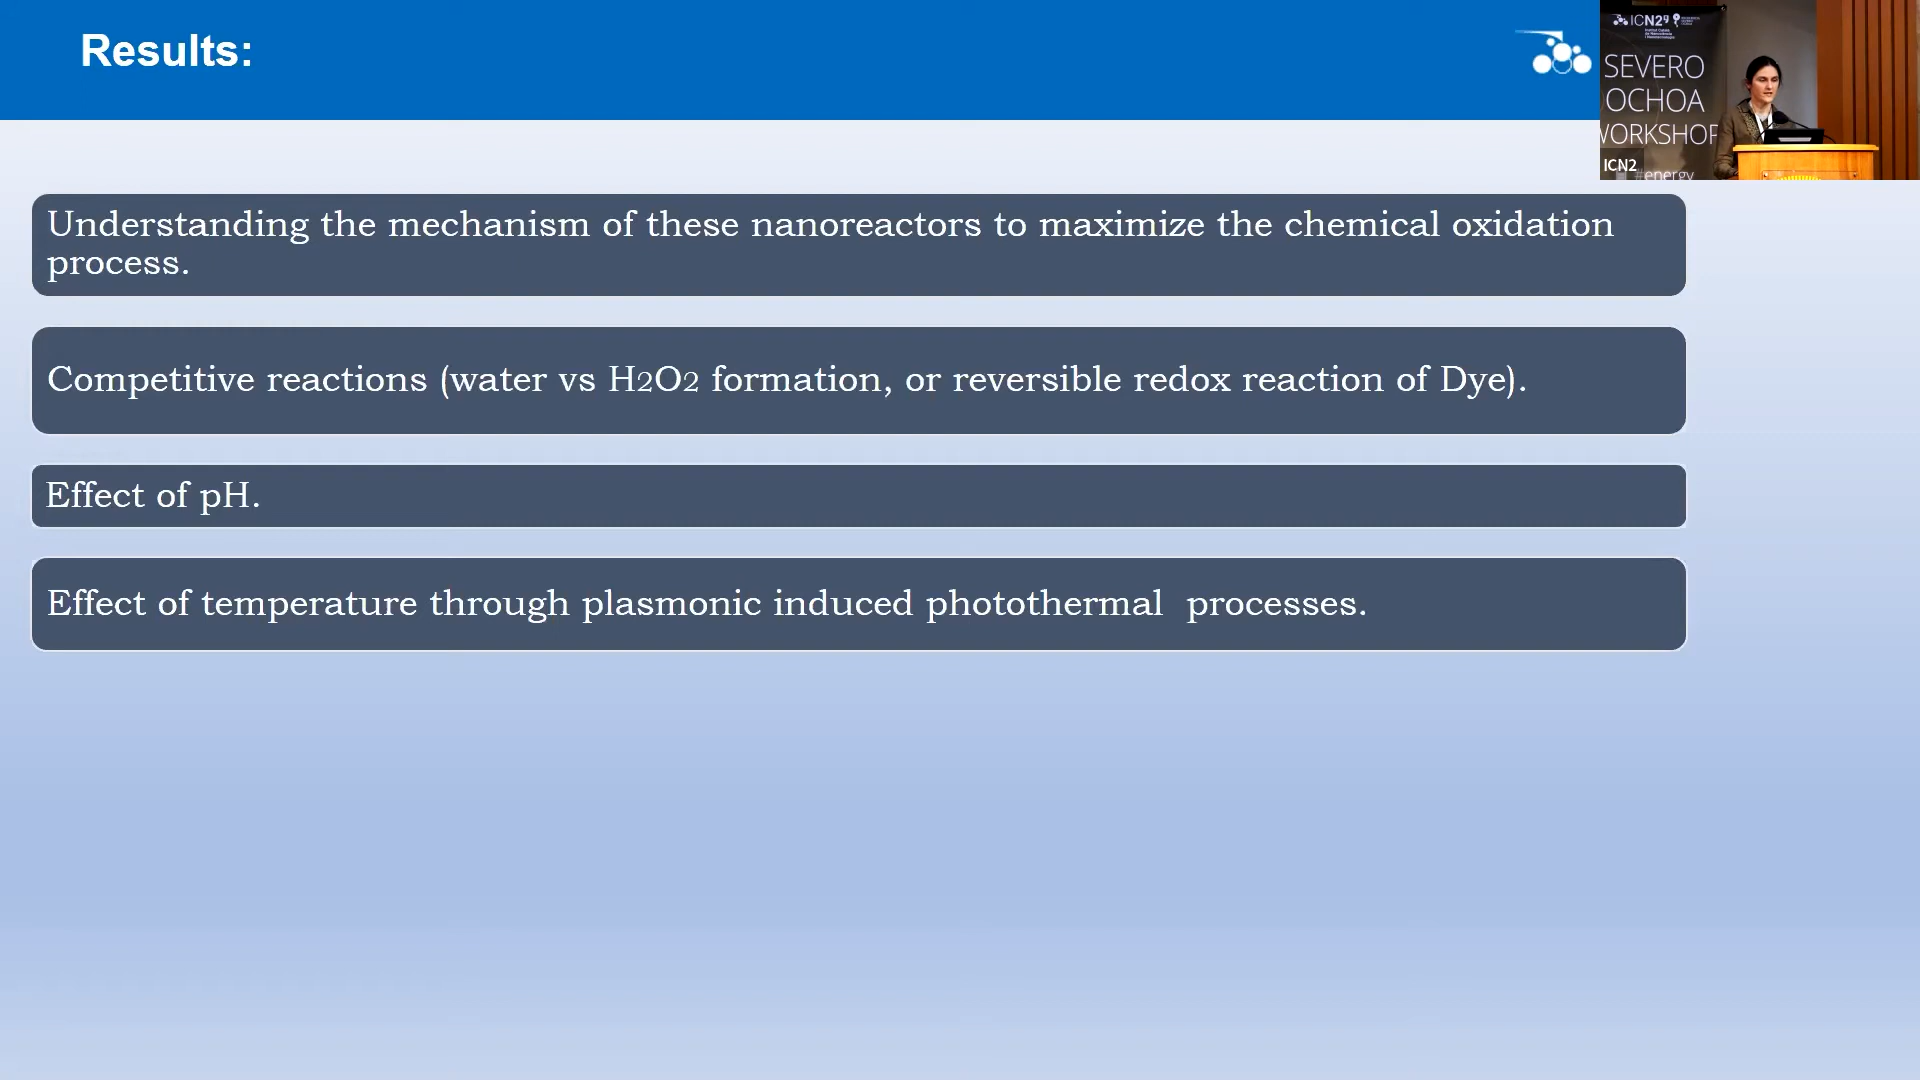 Results:
ICN2
SEVERO
OCHOA
WORKSHOP
ICN2
#energy
Understanding the mechanism of these nanoreactors to maximize the chemical oxidation
process.
Competitive reactions (water vs H2O2 formation, or reversible redox reaction of Dye).
Effect of pH.
Effect of temperature through plasmonic induced photothermal  processes.